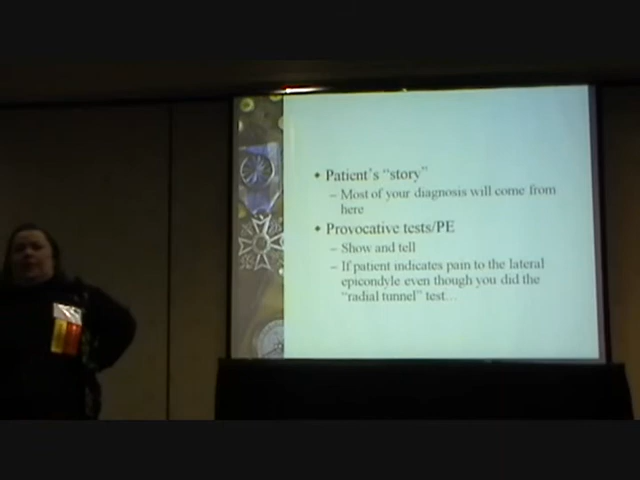 • Patient's "story"
– Most of your diagnosis will come from
here
• Provocative tests/PE
– Show and tell
– If patient indicates pain to the lateral
epicondyle even though you did the
"radial tunnel" test…